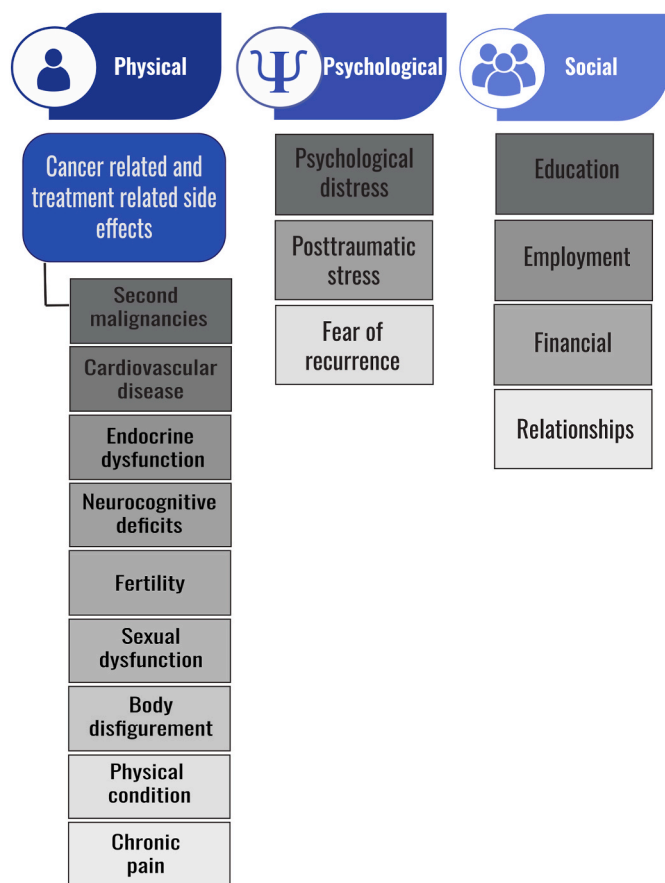 Physical
Cancer related and
treatment related side
effects
Second
malignancies
Cardiovascular
disease
Endocrine
dysfunction
Neurocognitive
deficits
Fertility
Sexual
dysfunction
Body
disfigurement
Physical
condition
Chronic
pain
Ψ Psychological
Psychological
distress
Posttraumatic
stress
Fear of
recurrence
Social
Education
Employment
Financial
Relationships